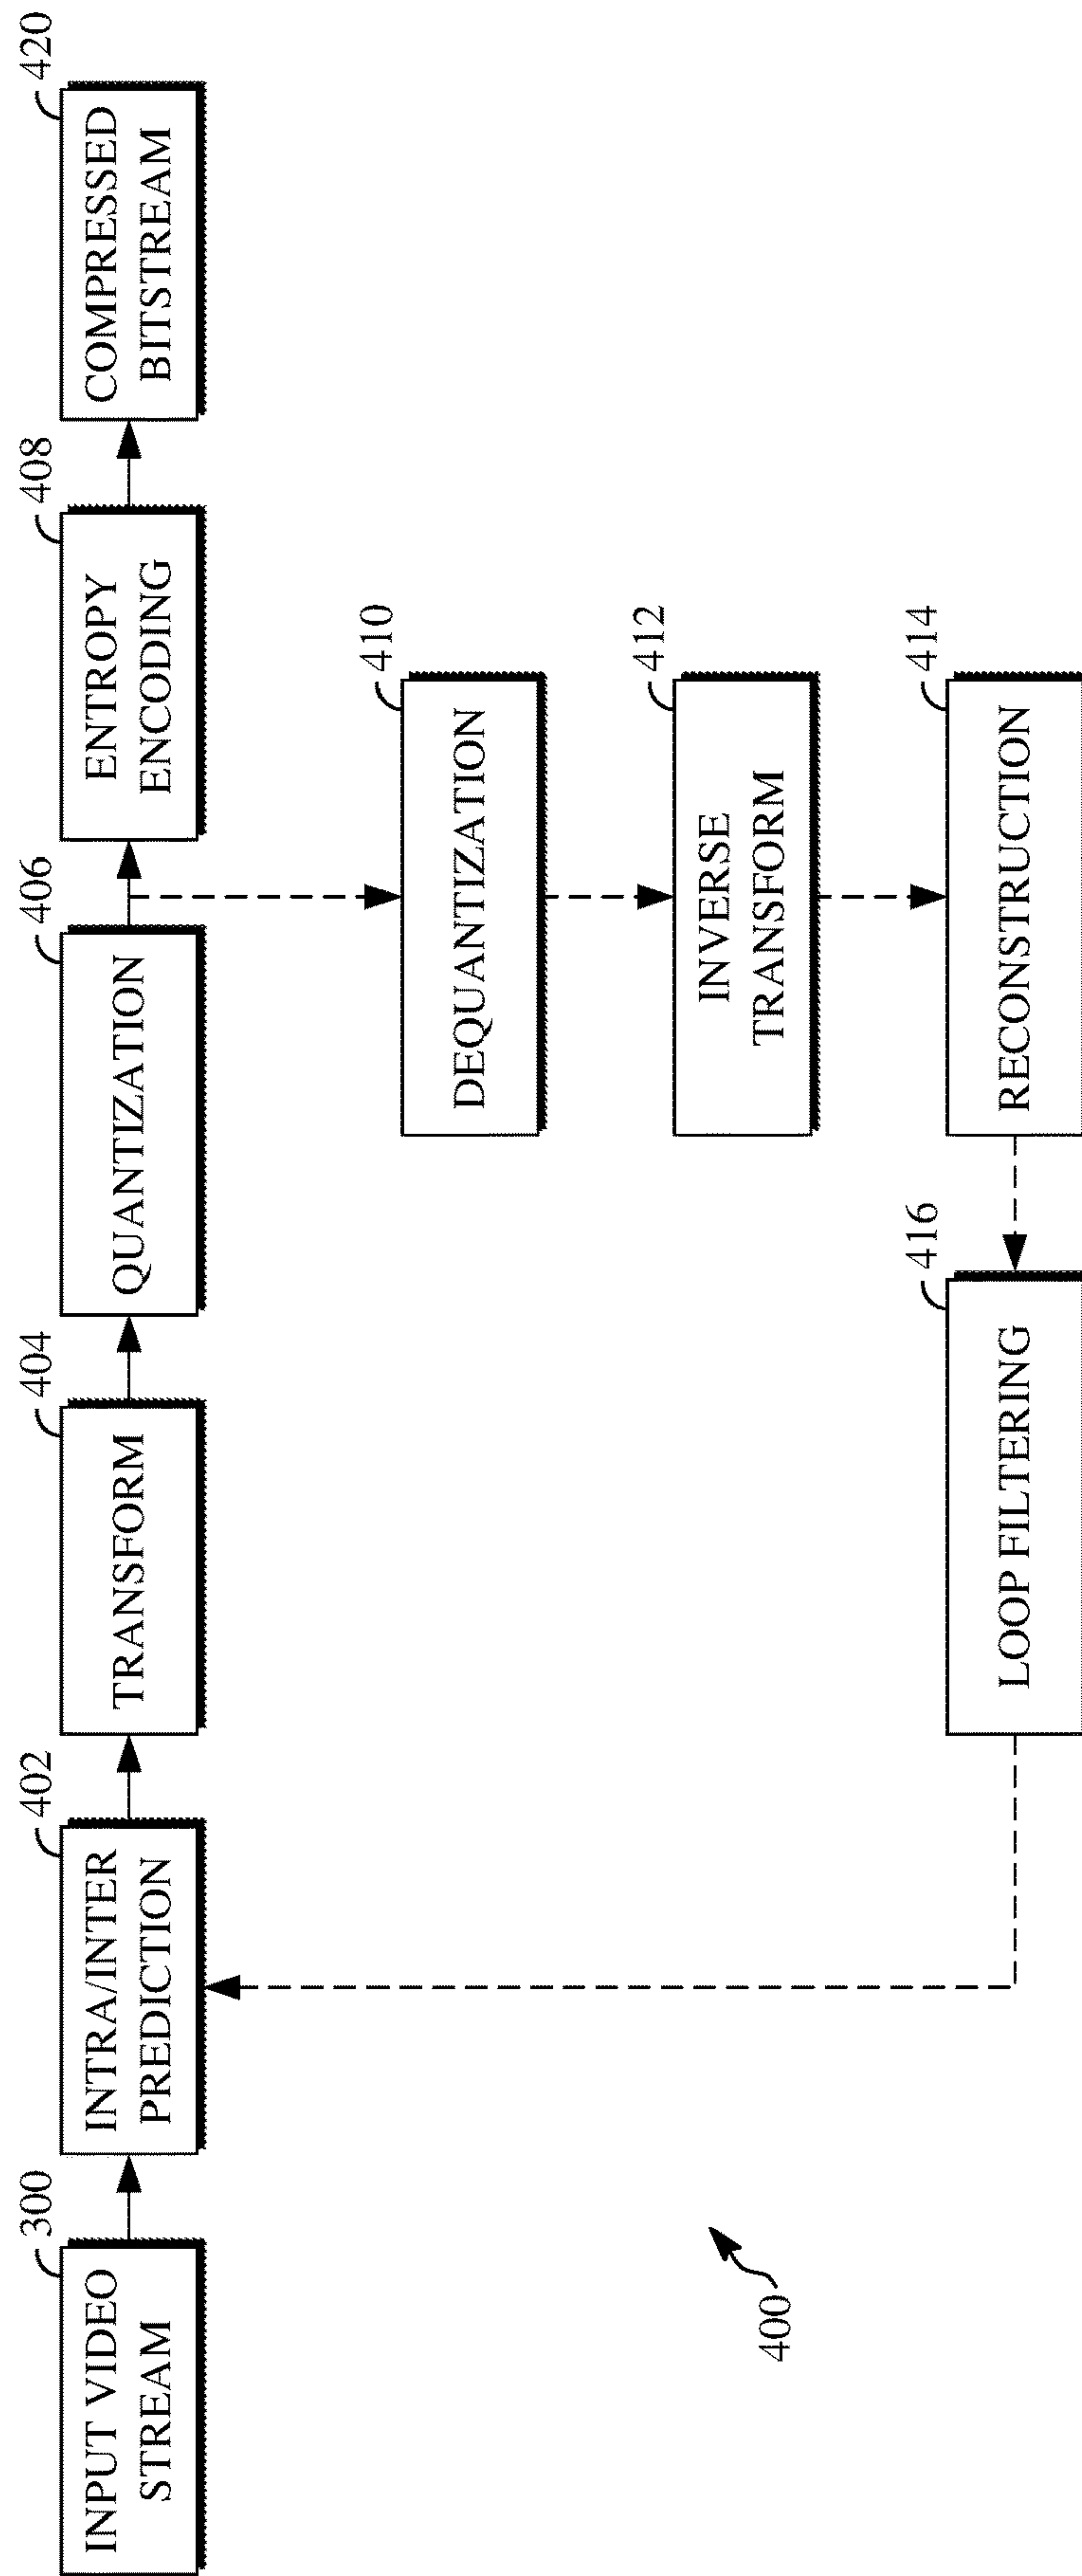 300
INPUT VIDEO
STREAM
402
INTRA/INTER
PREDICTION
404
TRANSFORM
406
QUANTIZATION
408
ENTROPY
ENCODING
420
COMPRESSED
BITSTREAM
410
DEQUANTIZATION
412
INVERSE
TRANSFORM
416
LOOP FILTERING
414
RECONSTRUCTION
400